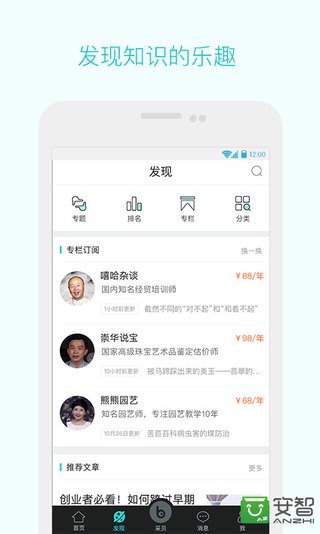 发现知识的乐趣
12:00
发现
专题 排名 专栏 分类
专栏订阅 换一换
嘻哈杂谈 ¥88/年
国内知名经贸培训师
1小时前更新 截然不同的“对不起”和“和看不起”
崇华说宝 ¥98/年
国家高级珠宝艺术品鉴定估价师
10小时前更新 被马蹄踩出来的美玉——翡翠的...
熊熊园艺 ¥68/年
知名园艺师，专注园艺教学10年
10月26日更新 苦苣苔科病虫害的堤防治
推荐文章 更多
创业者必看！如何跨过早期
首页 发现 b 采贝 消息 我
安智
ANZHI